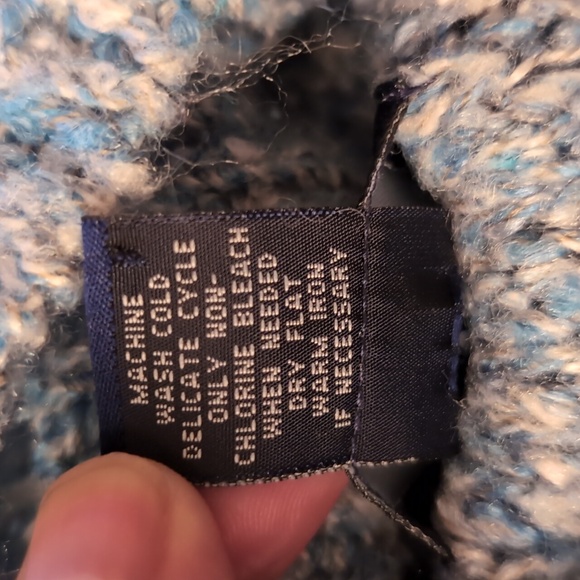 MACHINE
WASH COLD
DELICATE CYCLE
ONLY NON-
CHLORINE BLEACH
WHEN NEEDED
DRY FLAT
WARM IRON
IF NECESSARY